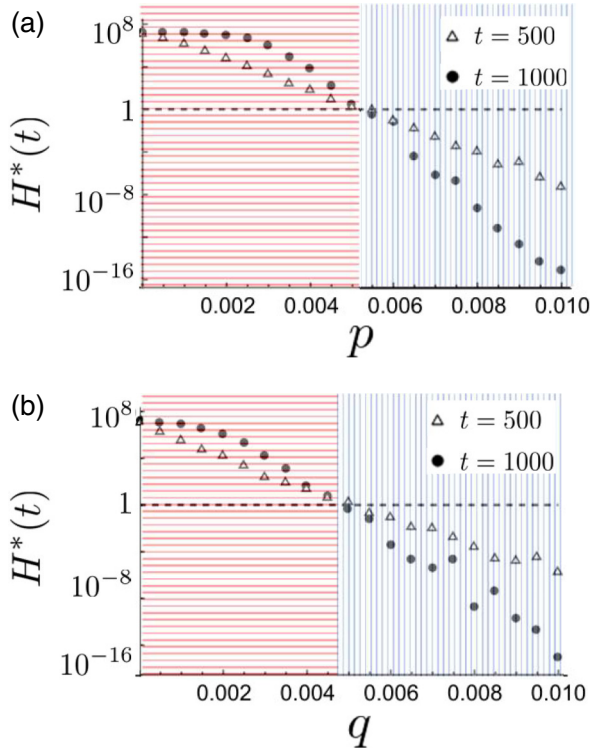 (a)
10^8
△ t = 500
● t = 1000
1
H*(t)
10^-8
10^-16
0.002 0.004 0.006 0.008 0.010
p
(b)
10^8
△ t = 500
● t = 1000
1
H*(t)
10^-8
10^-16
0.002 0.004 0.006 0.008 0.010
q